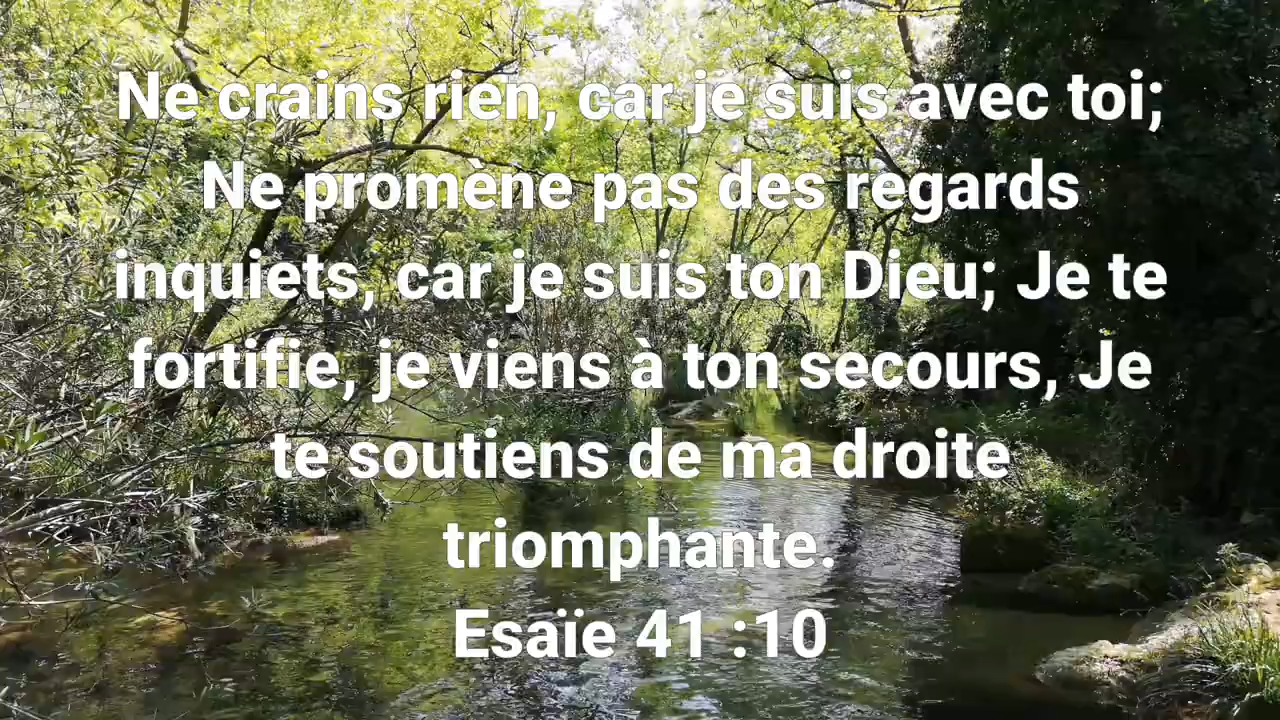 Ne crains rien, car je suis avec toi;
Ne promène pas des regards
inquiets, car je suis ton Dieu; Je te
fortifie, je viens à ton secours, Je
te soutiens de ma droite
triomphante.
Esaïe 41 :10